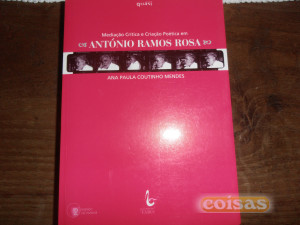 Mediação Crítica e Criação Poética em
ANTÓNIO RAMOS ROSA
ANA PAULA COUTINHO MENDES
coisas